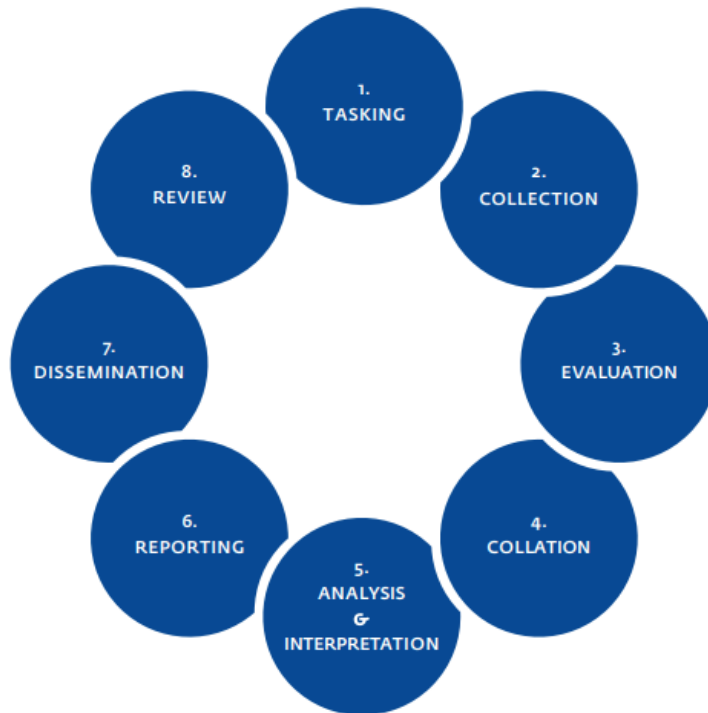 1.
TASKING
2.
COLLECTION
3.
EVALUATION
4.
COLLATION
5.
ANALYSIS
&
INTERPRETATION
6.
REPORTING
7.
DISSEMINATION
8.
REVIEW